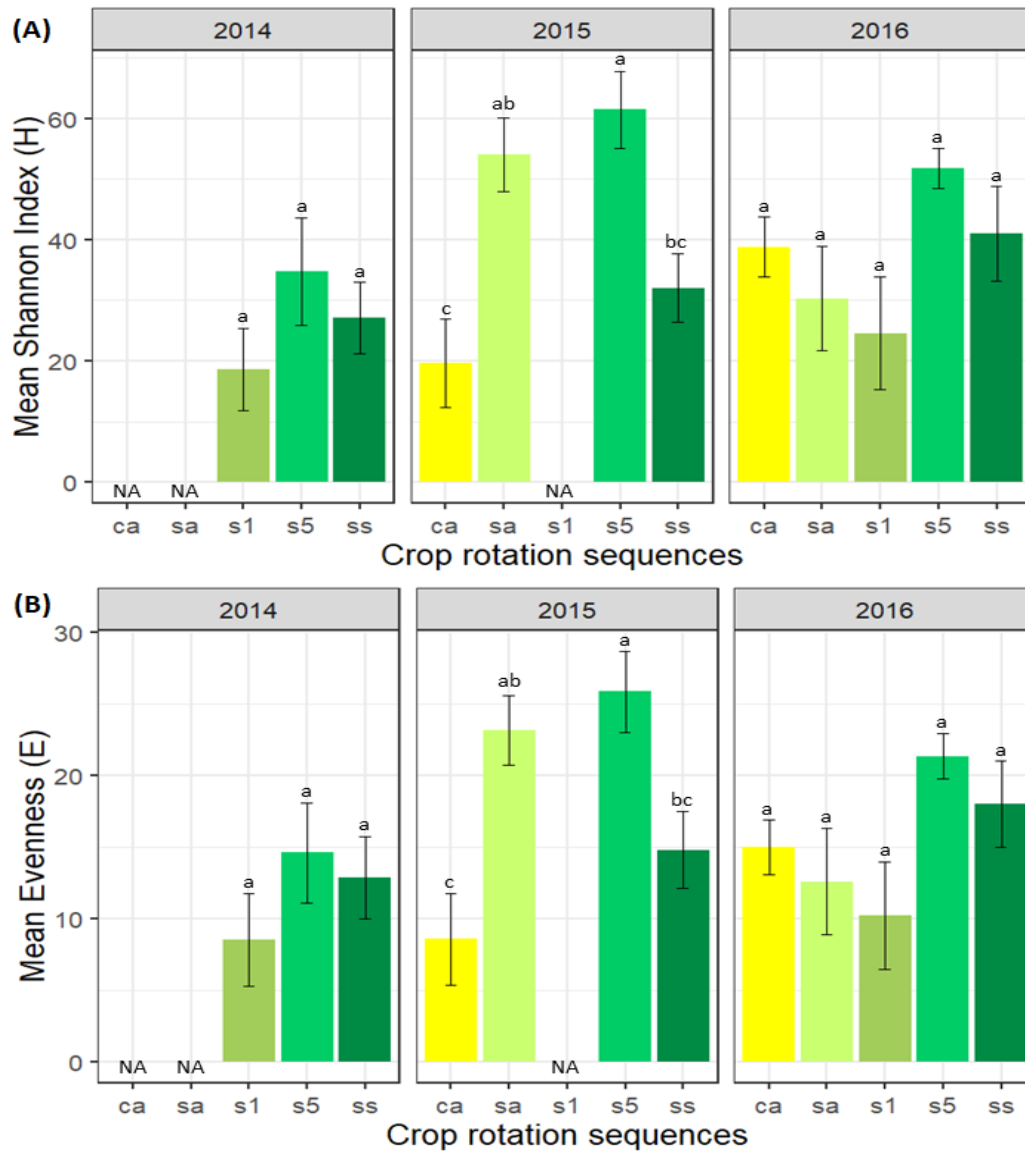 (A)
2014 2015 2016
Mean Shannon Index (H)
60
40
20
0
NA NA a a a
c ab NA a bc
a a a a a
ca sa s1 s5 ss ca sa s1 s5 ss ca sa s1 s5 ss
Crop rotation sequences
(B)
2014 2015 2016
Mean Evenness (E)
30
20
10
0
NA NA a a a
c ab NA a bc
a a a a a
ca sa s1 s5 ss ca sa s1 s5 ss ca sa s1 s5 ss
Crop rotation sequences